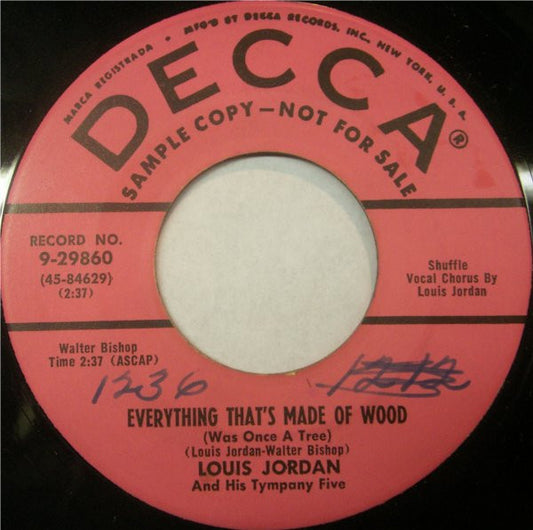 MARCA REGISTRADA • MF'D BY DECCA RECORDS, INC., NEW YORK, U. S. A.
DECCA®
SAMPLE COPY—NOT FOR SALE
RECORD NO.
9-29860
(45-84629)
(2:37)
Shuffle
Vocal Chorus By
Louis Jordan
Walter Bishop
Time 2:37 (ASCAP)
1236
EVERYTHING THAT'S MADE OF WOOD
(Was Once A Tree)
(Louis Jordan-Walter Bishop)
LOUIS JORDAN
And His Tympany Five